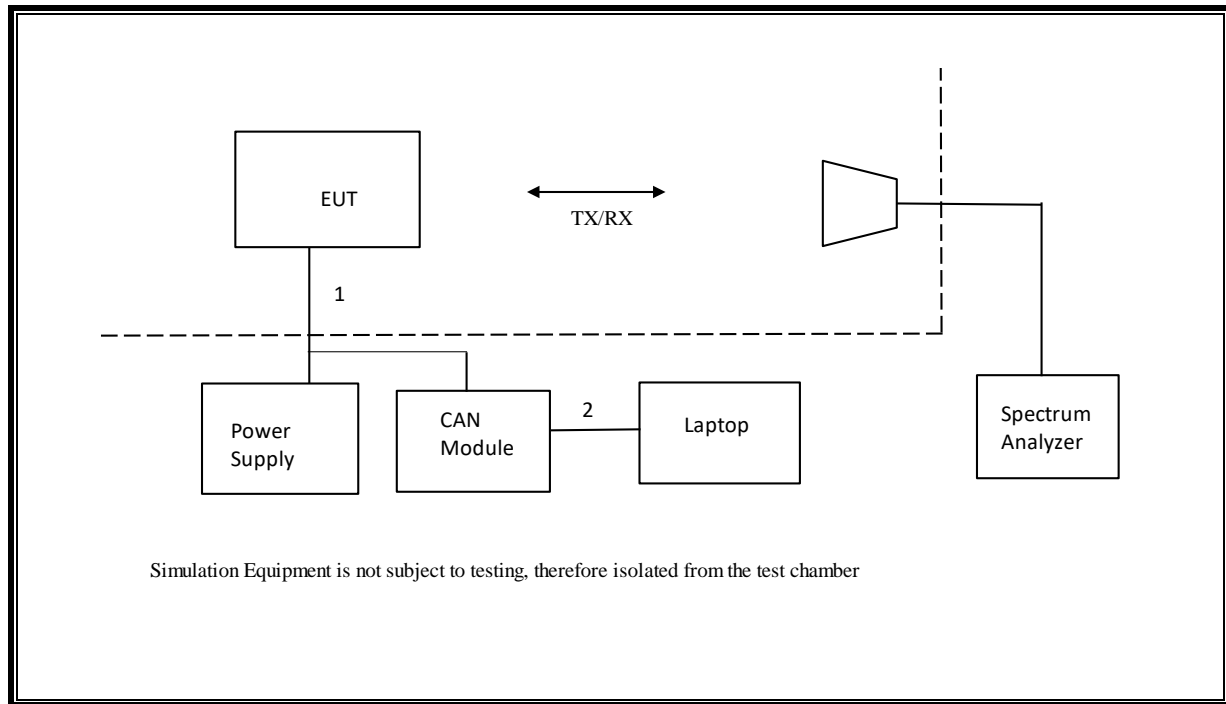 EUT
TX/RX
1
Power
Supply
CAN
Module
2
Laptop
Spectrum
Analyzer
Simulation Equipment is not subject to testing, therefore isolated from the test chamber